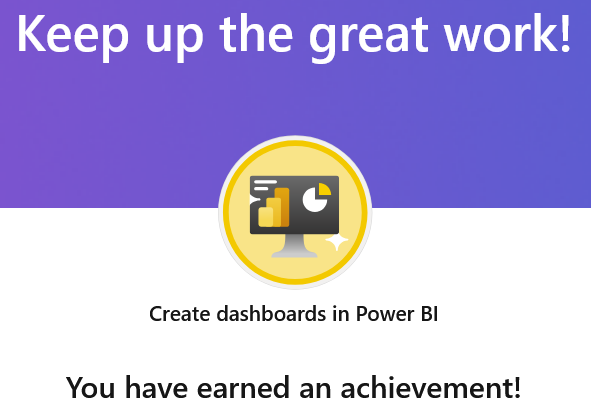 Keep up the great work!
Create dashboards in Power BI
You have earned an achievement!